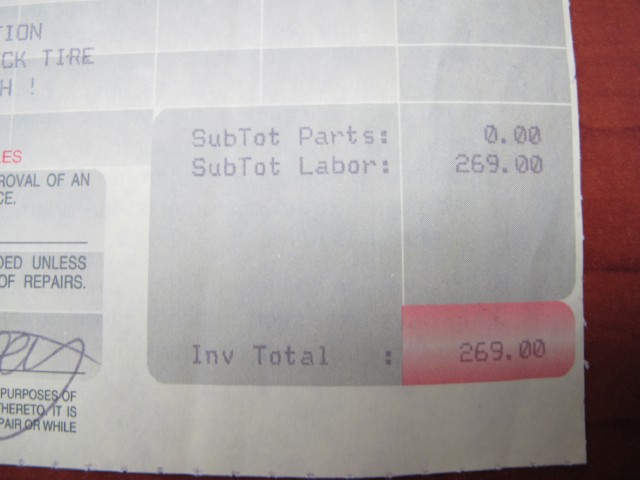 TION
CK TIRE
H !
SubTot Parts: 0.00
SubTot Labor: 269.00
Inv Total : 269.00
LES
ROVAL OF AN
CE.
DED UNLESS
OF REPAIRS.
PURPOSES OF
THERETO, IT IS
PAIR OR WHILE